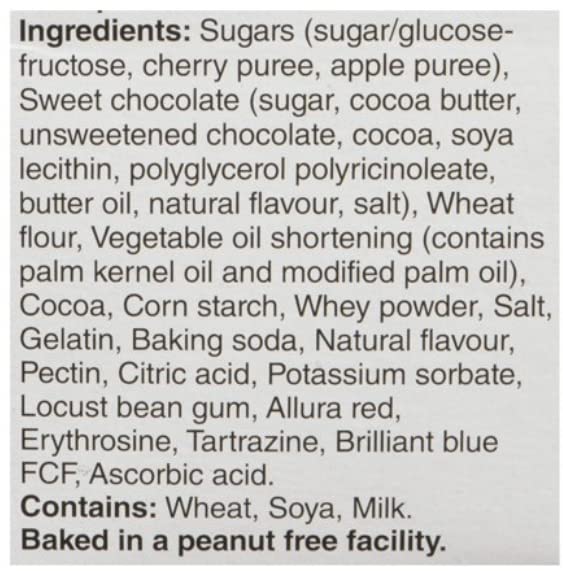 Ingredients: Sugars (sugar/glucose-
fructose, cherry puree, apple puree),
Sweet chocolate (sugar, cocoa butter,
unsweetened chocolate, cocoa, soya
lecithin, polyglycerol polyricinoleate,
butter oil, natural flavour, salt), Wheat
flour, Vegetable oil shortening (contains
palm kernel oil and modified palm oil),
Cocoa, Corn starch, Whey powder, Salt,
Gelatin, Baking soda, Natural flavour,
Pectin, Citric acid, Potassium sorbate,
Locust bean gum, Allura red,
Erythrosine, Tartrazine, Brilliant blue
FCF, Ascorbic acid.
Contains: Wheat, Soya, Milk.
Baked in a peanut free facility.